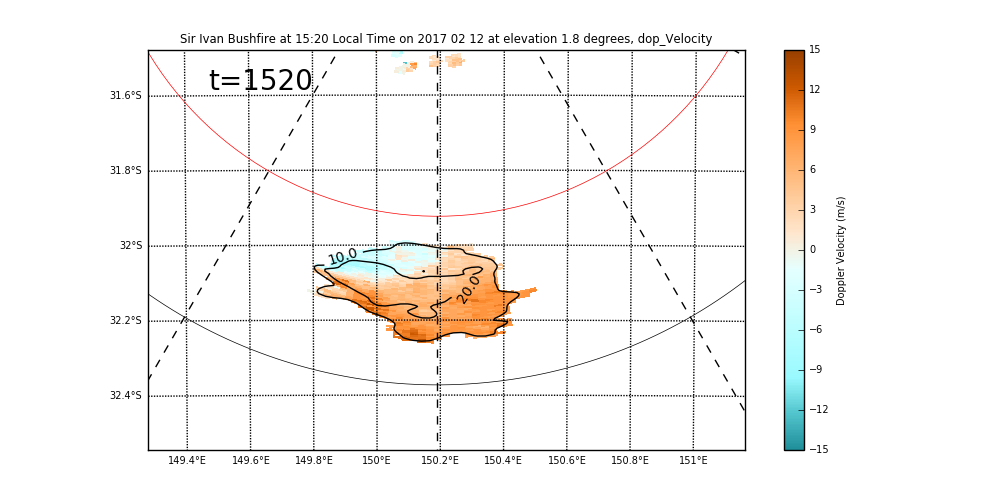 Sir Ivan Bushfire at 15:20 Local Time on 2017 02 12 at elevation 1.8 degrees, dop_Velocity
t=1520
31.6°S
31.8°S
32°S
32.2°S
32.4°S
10.0
20.0
149.4°E 149.6°E 149.8°E 150°E 150.2°E 150.4°E 150.6°E 150.8°E 151°E
15
12
9
6
3
0
−3
−6
−9
−12
−15
Doppler Velocity (m/s)